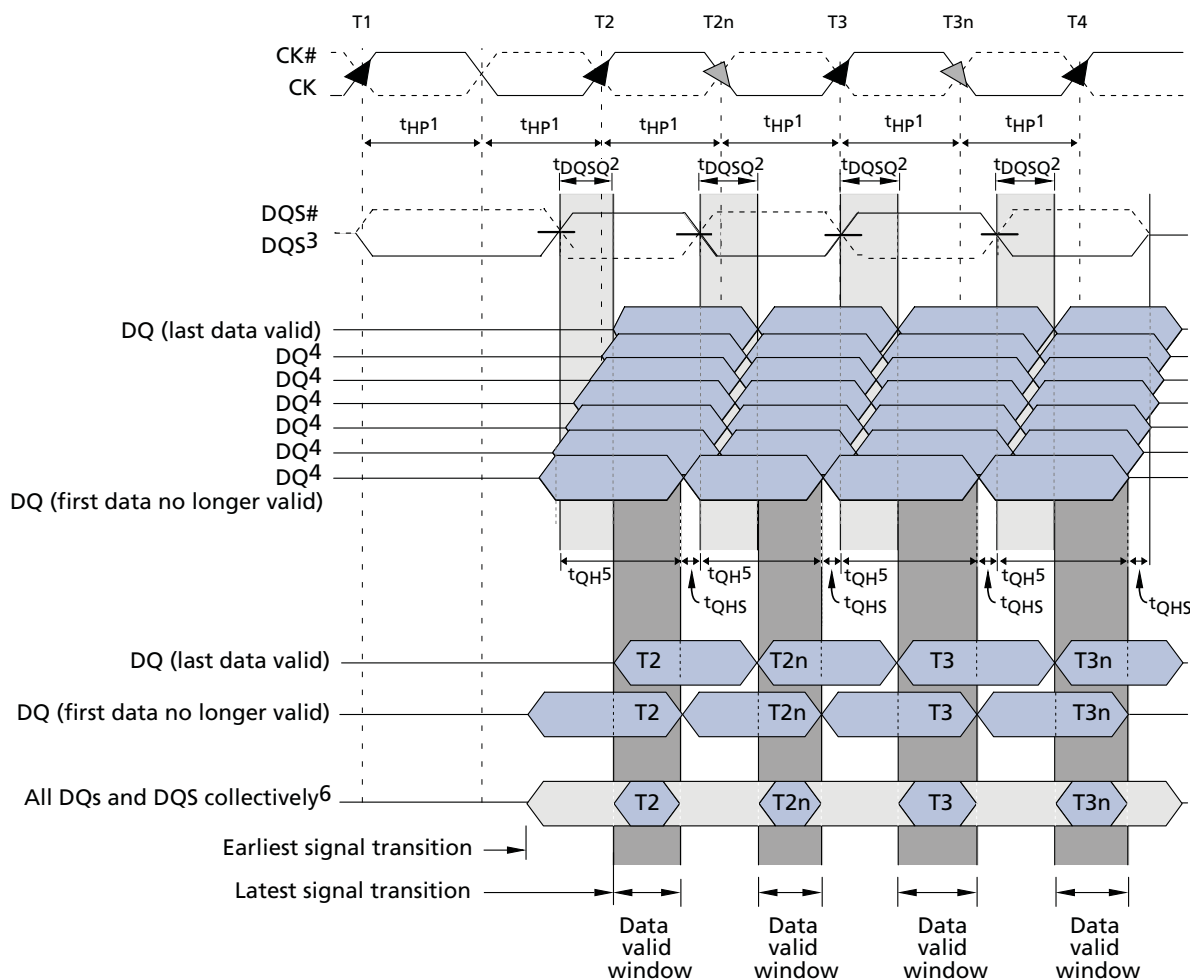 T1 T2 T2n T3 T3n T4
CK#
CK
tHP1 tHP1 tHP1 tHP1 tHP1 tHP1
tDQSQ2 tDQSQ2 tDQSQ2 tDQSQ2
DQS#
DQS3
DQ (last data valid)
DQ4
DQ4
DQ4
DQ4
DQ4
DQ4
DQ (first data no longer valid)
tQH5 tQH5 tQH5 tQH5
tQHS tQHS tQHS tQHS
DQ (last data valid) T2 T2n T3 T3n
DQ (first data no longer valid) T2 T2n T3 T3n
All DQs and DQS collectively6 T2 T2n T3 T3n
Earliest signal transition
Latest signal transition
Data Data Data Data
valid valid valid valid
window window window window